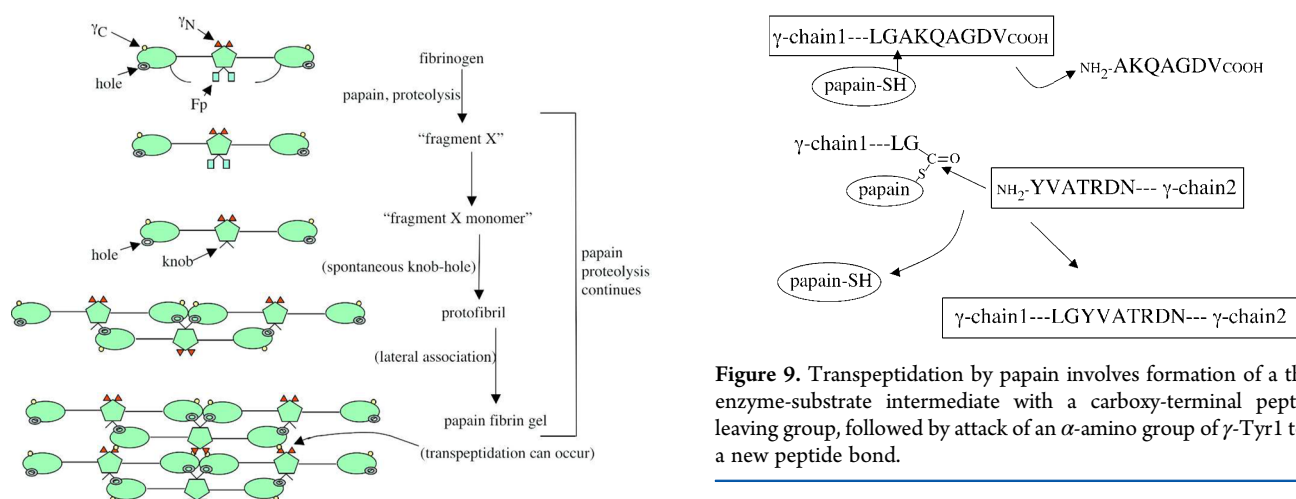 γC
γN
hole
Fp
fibrinogen
papain, proteolysis
“fragment X”
“fragment X monomer”
hole
knob
(spontaneous knob-hole)
papain
proteolysis
continues
protofibril
(lateral association)
papain fibrin gel
(transpeptidation can occur)
γ-chain1---LGAKQAGDVCOOH
papain-SH
NH2-AKQAGDVCOOH
γ-chain1---LG
C=O
S
papain
NH2-YVATRDN--- γ-chain2
papain-SH
γ-chain1---LGYVATRDN--- γ-chain2
Figure 9. Transpeptidation by papain involves formation of a
enzyme-substrate intermediate with a carboxy-terminal
leaving group, followed by attack of an α-amino group of γ-Tyr1
a new peptide bond.